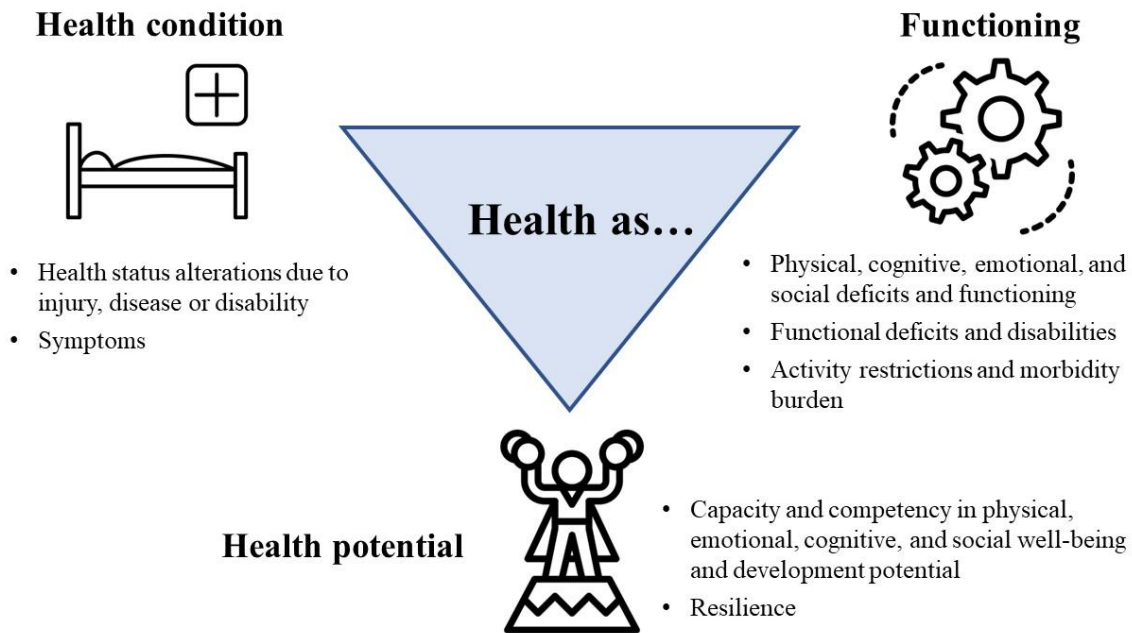 Health condition
Functioning
Health as…
• Health status alterations due to
injury, disease or disability
• Symptoms
• Physical, cognitive, emotional, and
social deficits and functioning
• Functional deficits and disabilities
• Activity restrictions and morbidity
burden
Health potential
• Capacity and competency in physical,
emotional, cognitive, and social well-being
and development potential
• Resilience